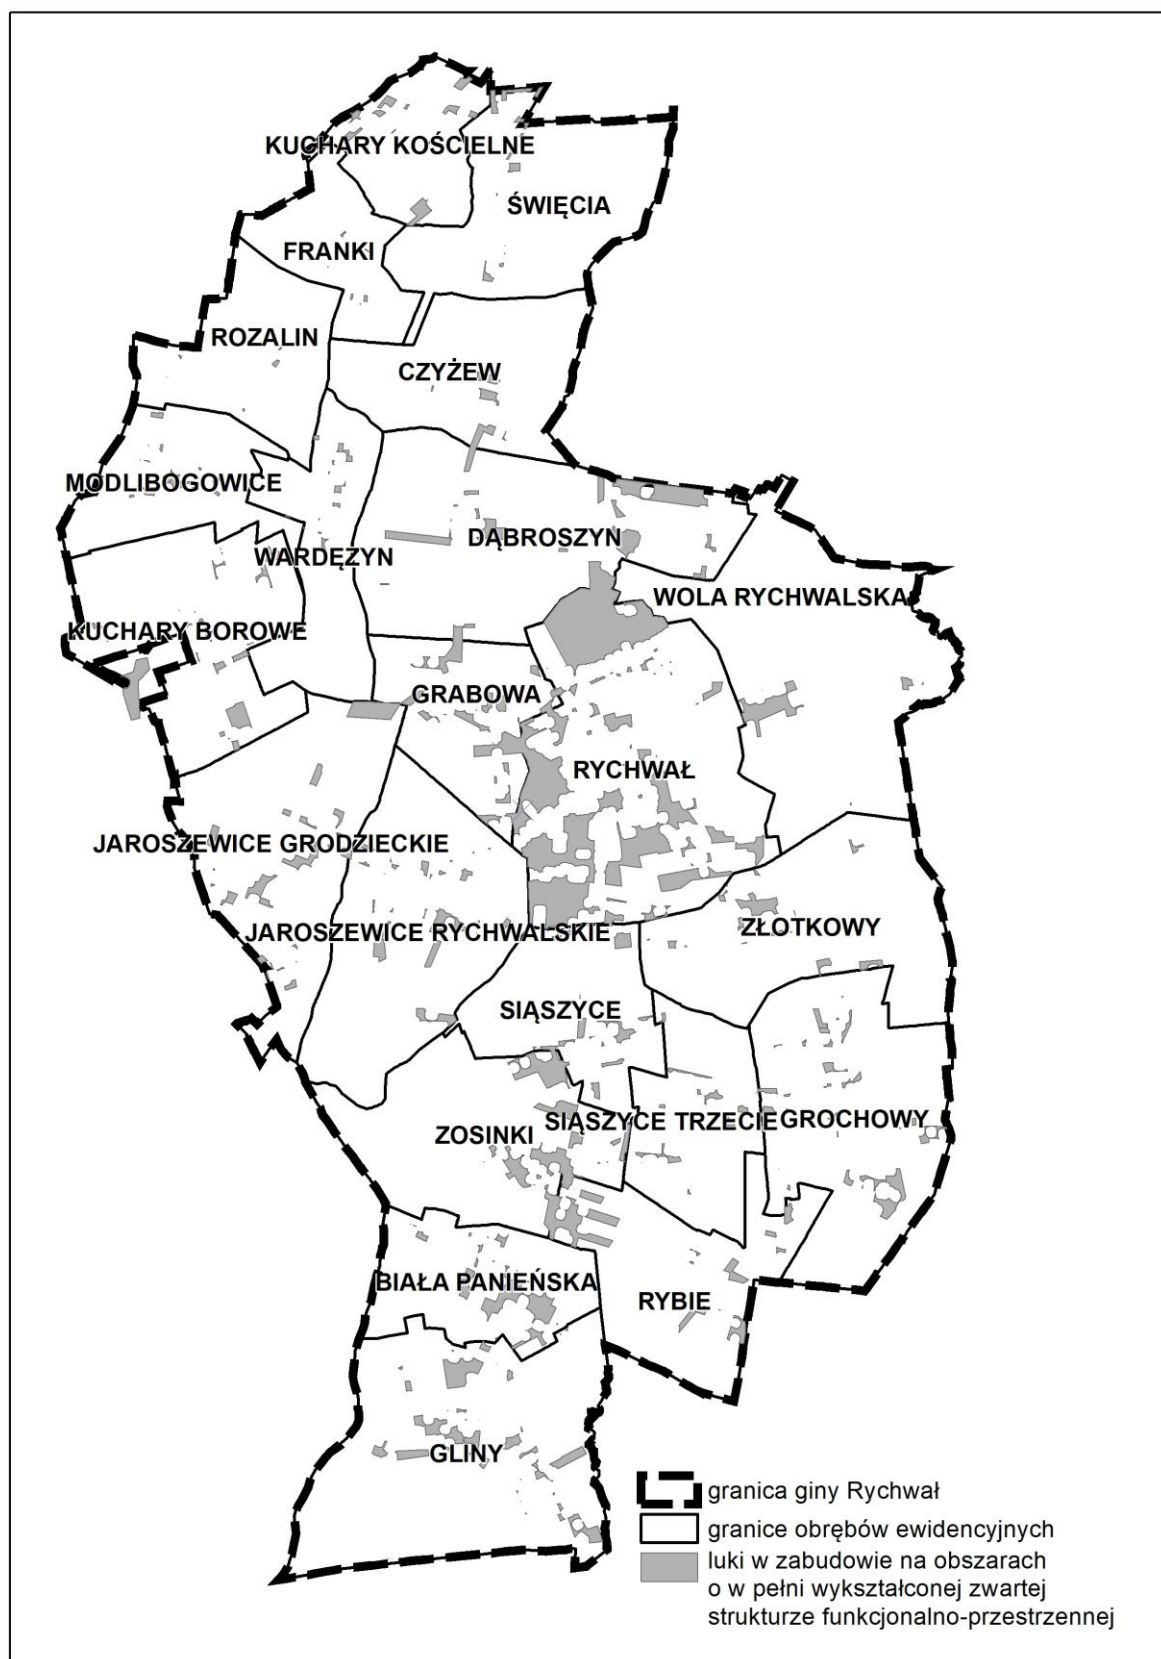 KUCHARY KOŚCIELNE
ŚWIĘCIA
FRANKI
ROZALIN
CZYŻEW
MODLIBOGOWICE
DĄBROSZYN
WARDĘŻYN
WOLA RYCHWALSKA
KUCHARY BOROWE
GRABOWA
RYCHWAŁ
JAROSZEWICE GRODZIECKIE
ZŁOTKOWY
JAROSZEWICE RYCHWALSKIE
SIĄSZYCE
SIĄSZYCE TRZECIE
GROCHOWY
ZOSINKI
BIAŁA PANIEŃSKA
RYBIE
GLINY
granica giny Rychwał
granice obrębów ewidencyjnych
luki w zabudowie na obszarach
o w pełni wykształconej zwartej
strukturze funkcjonalno-przestrzennej